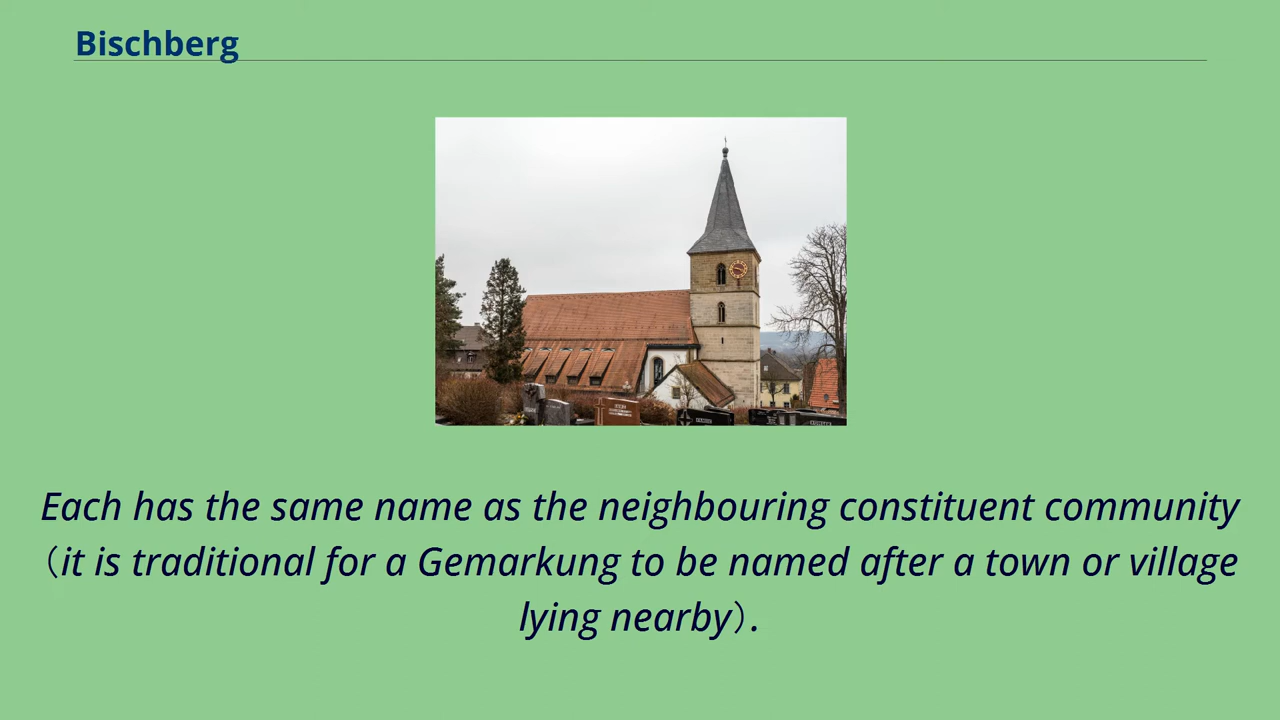 Bischberg
Each has the same name as the neighbouring constituent community
（it is traditional for a Gemarkung to be named after a town or village
lying nearby）.